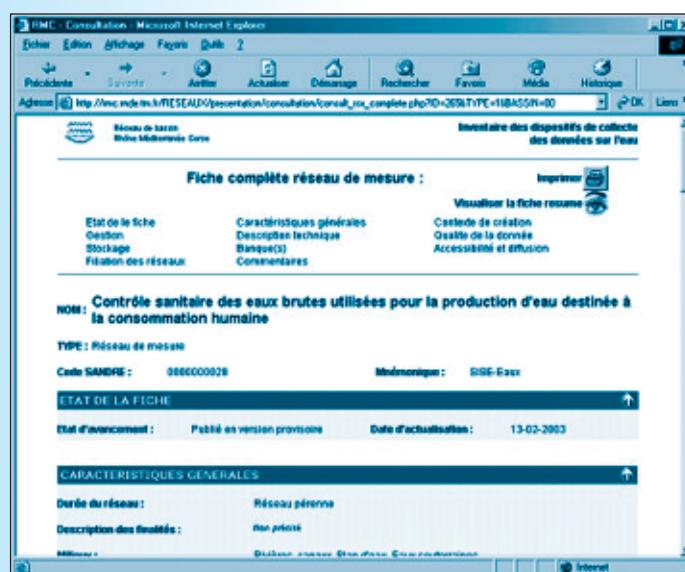 RMC - Consultation - Microsoft Internet Explorer
Fichier Edition Affichage Favoris Outils ?
Précédente Suivante Arrêter Actualiser Démarrage Rechercher Favoris Média Historique
Adresse OK Liens
Réseau de bassin
Rhône Méditerranée Corse
Inventaire des dispositifs de collecte
des données sur l'eau
Fiche complète réseau de mesure :
Imprimer
Visualiser la fiche resume
Etat de le fiche Caractéristiques générales Contexte de création
Gestion Description technique Qualité de la donnée
Stockage Banque(s) Accessibilité et diffusion
Filiation des réseaux Commentaires
NOM : Contrôle sanitaire des eaux brutes utilisées pour la production d'eau destinée à
la consommation humaine
TYPE : Réseau de mesure
Code SANDRE : Mnémonique : SISE-Eaux
ETAT DE LA FICHE
Etat d'avancement : Publié en version provisoire Date d'actualisation : 13-02-2003
CARACTERISTIQUES GENERALES
Durée du réseau : Réseau pérenne
Description des finalités : Non précisé
Internet